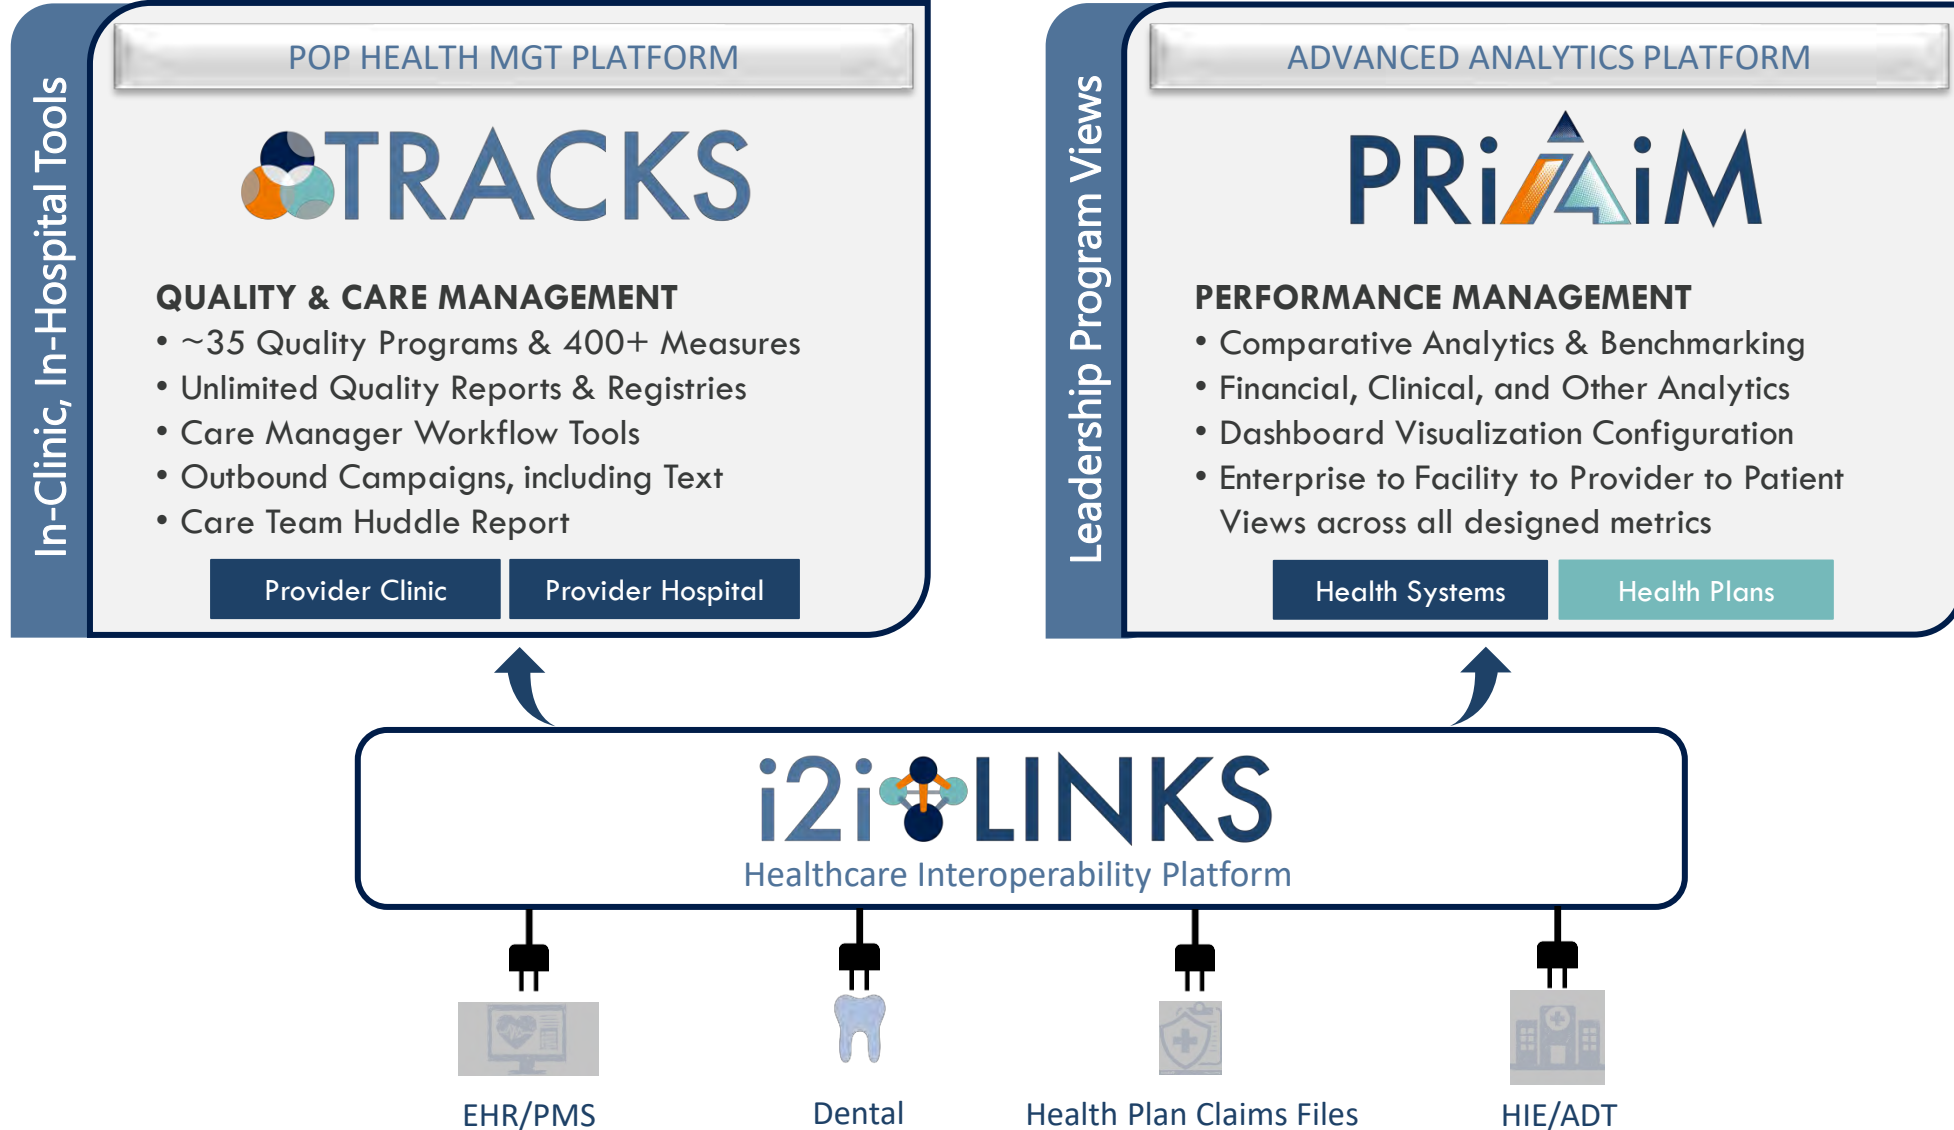 In-Clinic, In-Hospital Tools
POP HEALTH MGT PLATFORM
TRACKS
QUALITY & CARE MANAGEMENT
• ~35 Quality Programs & 400+ Measures
• Unlimited Quality Reports & Registries
• Care Manager Workflow Tools
• Outbound Campaigns, including Text
• Care Team Huddle Report
Provider Clinic
Provider Hospital
Leadership Program Views
ADVANCED ANALYTICS PLATFORM
PRiAiM
PERFORMANCE MANAGEMENT
• Comparative Analytics & Benchmarking
• Financial, Clinical, and Other Analytics
• Dashboard Visualization Configuration
• Enterprise to Facility to Provider to Patient
Views across all designed metrics
Health Systems
Health Plans
i2i LINKS
Healthcare Interoperability Platform
EHR/PMS
Dental
Health Plan Claims Files
HIE/ADT